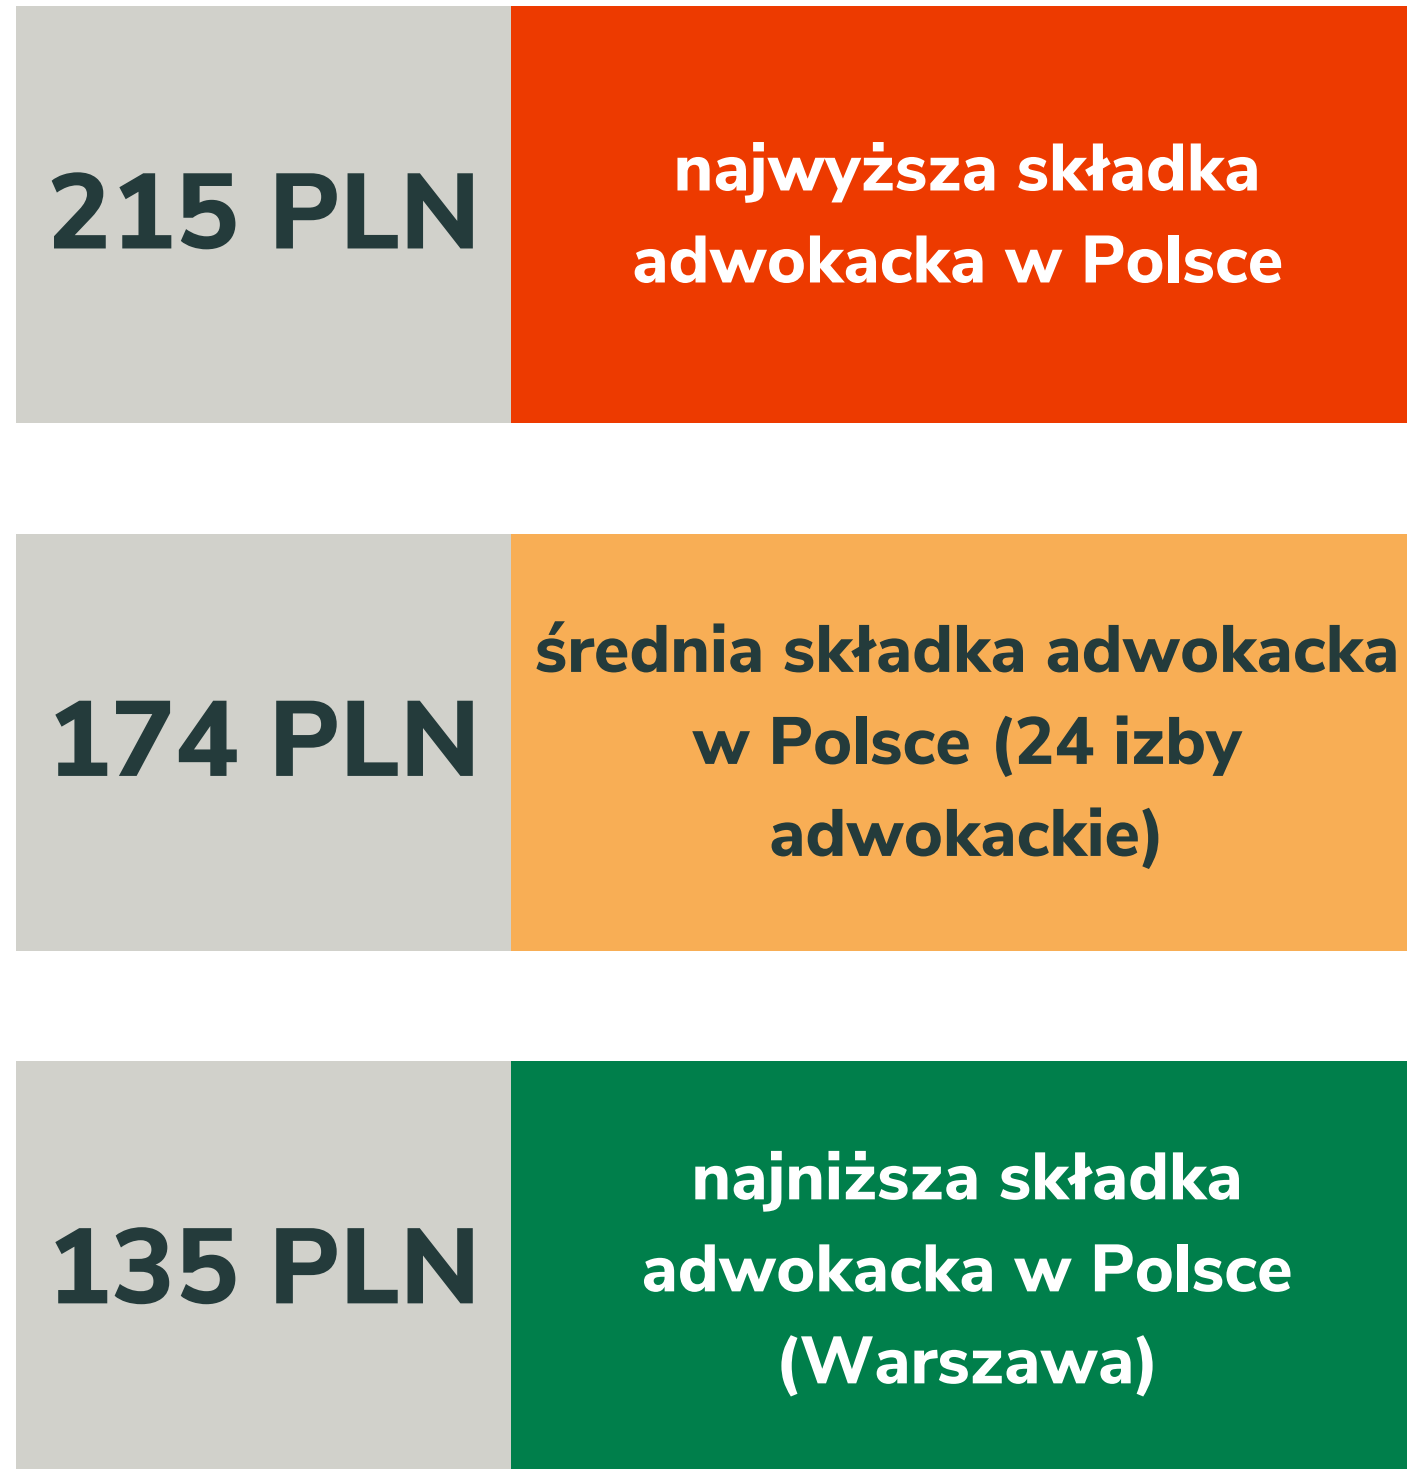 215 PLN
najwyższa składka
adwokacka w Polsce
174 PLN
średnia składka adwokacka
w Polsce (24 izby
adwokackie)
135 PLN
najniższa składka
adwokacka w Polsce
(Warszawa)